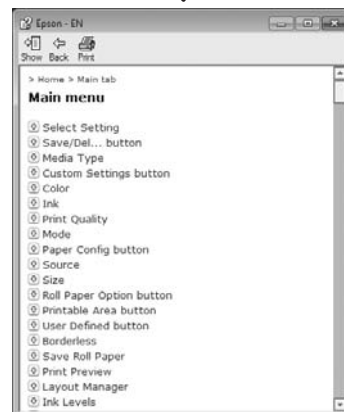 Epson - EN
Show Back Print
> Home > Main tab
Main menu
Select Setting
Save/Del... button
Media Type
Custom Settings button
Color
Ink
Print Quality
Mode
Paper Config button
Source
Size
Roll Paper Option button
Printable Area button
User Defined button
Borderless
Save Roll Paper
Print Preview
Layout Manager
Ink Levels